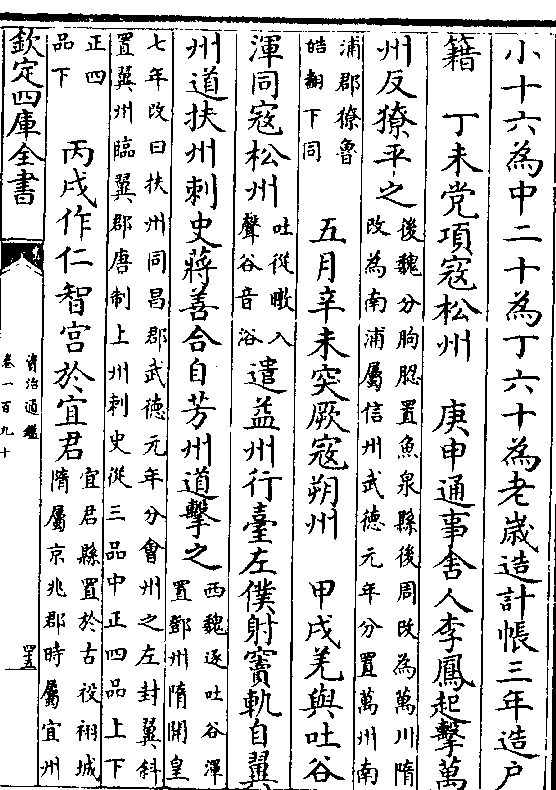 小十六為中二十為丁六十為老歲造計帳三年造户
籍　丁未党項寇松州　庚申通事舍人李鳳起擊萬
州反獠平之後魏分朐䏰置魚泉縣後周改為萬川隋
改為南浦屬信州武德元年分置萬州南
浦郡獠魯
皓翻下同　五月辛未突厥寇朔州　甲戌羌與吐谷
渾同寇松州吐從暾入
聲谷音浴遣益州行臺左僕射竇軌自翼
州道扶州刺史蔣善合自芳州道擊之西魏逐吐谷渾
置鄧州隋開皇
七年改曰扶州同昌郡武德元年分會州之左封翼斜
置翼州臨翼郡唐制上州刺史從三品中正四品上下
正四
品下　丙戌作仁智宫於宜君宜君縣置於古祋祤城
隋屬京兆郡時屬宜州
欽定四庫全書
資治通鑑
卷一百九十